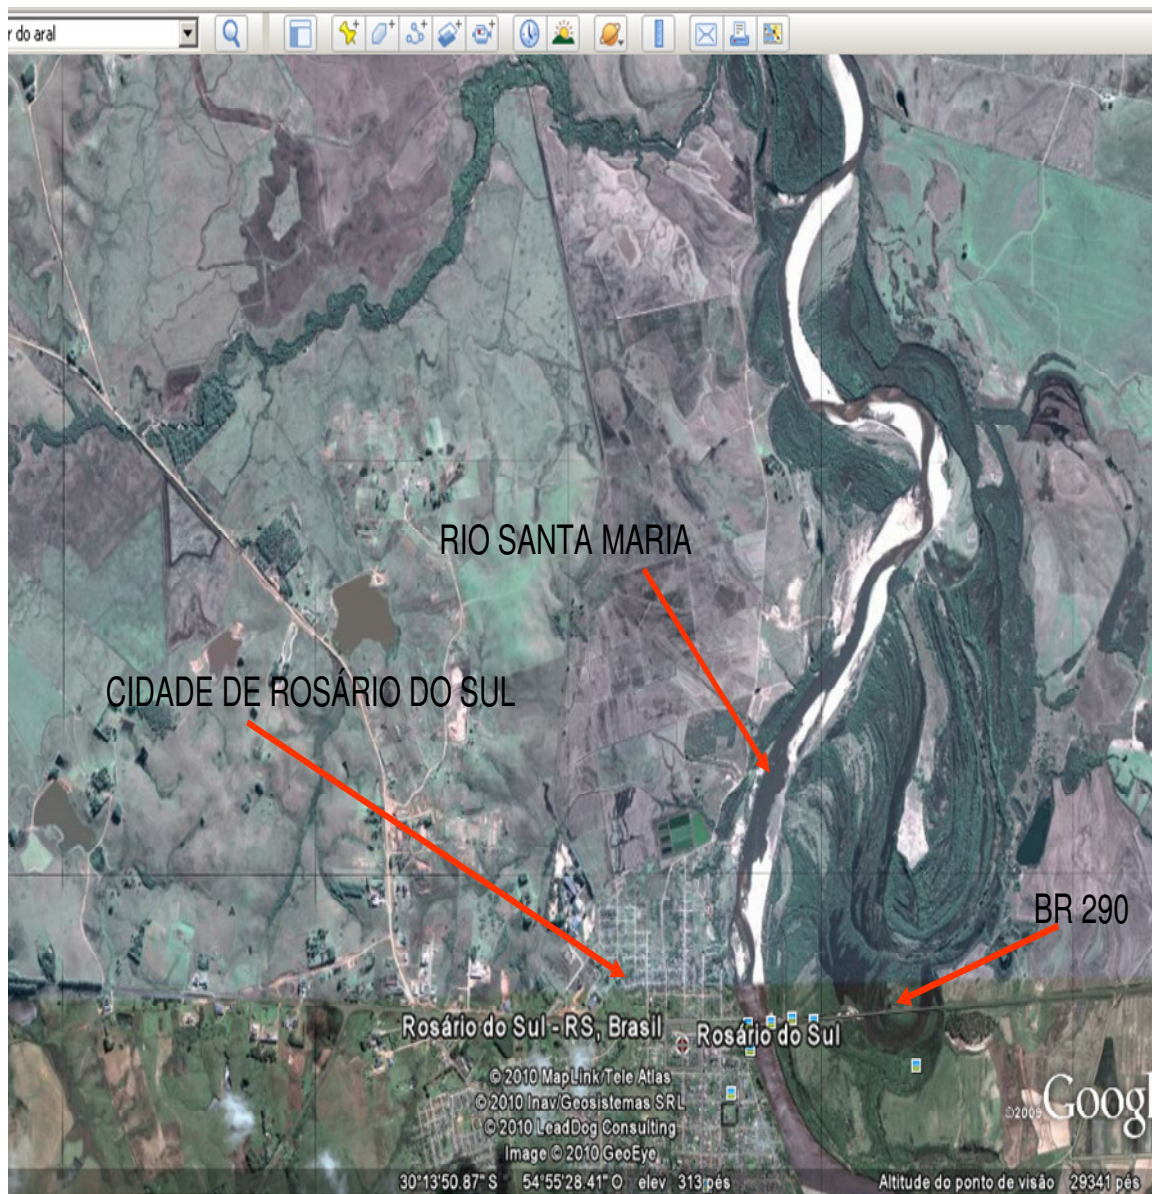 r do aral
RIO SANTA MARIA
CIDADE DE ROSÁRIO DO SUL
BR 290
Rosário do Sul - RS, Brasil
Rosário do Sul
© 2010 MapLink/Tele Atlas
© 2010 Inav/Geosistemas SRL
© 2010 LeadDog Consulting
Image © 2010 GeoEye
©2009 Googl
30°13'50.87" S 54°55'28.41" O elev 313 pés Altitude do ponto de visão 29341 pés